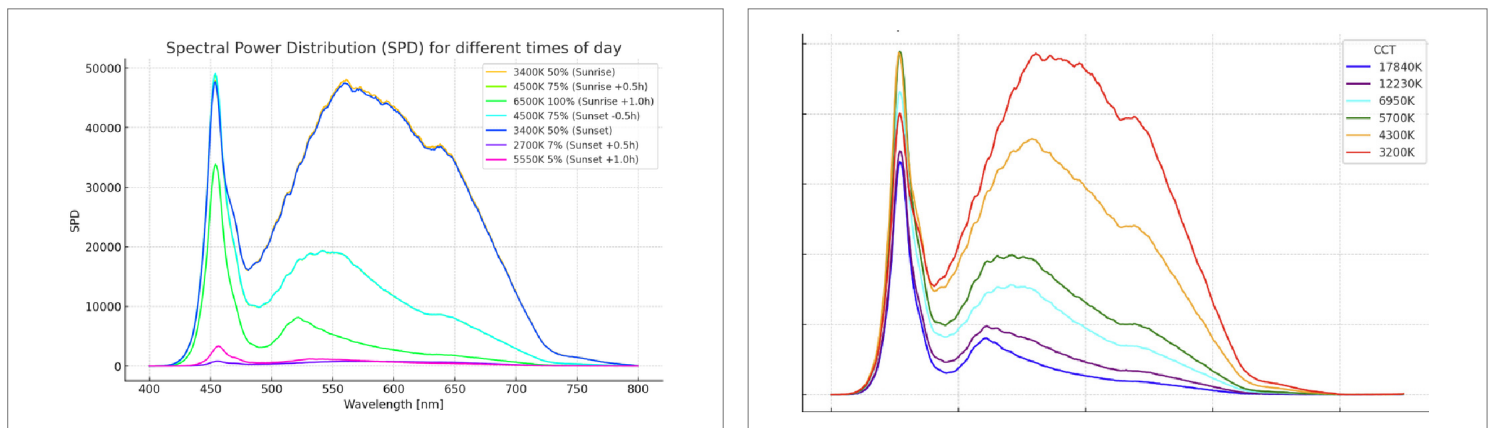 Spectral Power Distribution (SPD) for different times of day
50000
40000
30000
20000
10000
0
SPD
3400K 50% (Sunrise)
4500K 75% (Sunrise +0.5h)
6500K 100% (Sunrise +1.0h)
4500K 75% (Sunset -0.5h)
3400K 50% (Sunset)
2700K 7% (Sunset +0.5h)
5550K 5% (Sunset +1.0h)
400 450 500 550 600 650 700 750 800
Wavelength [nm]
CCT
17840K
12230K
6950K
5700K
4300K
3200K